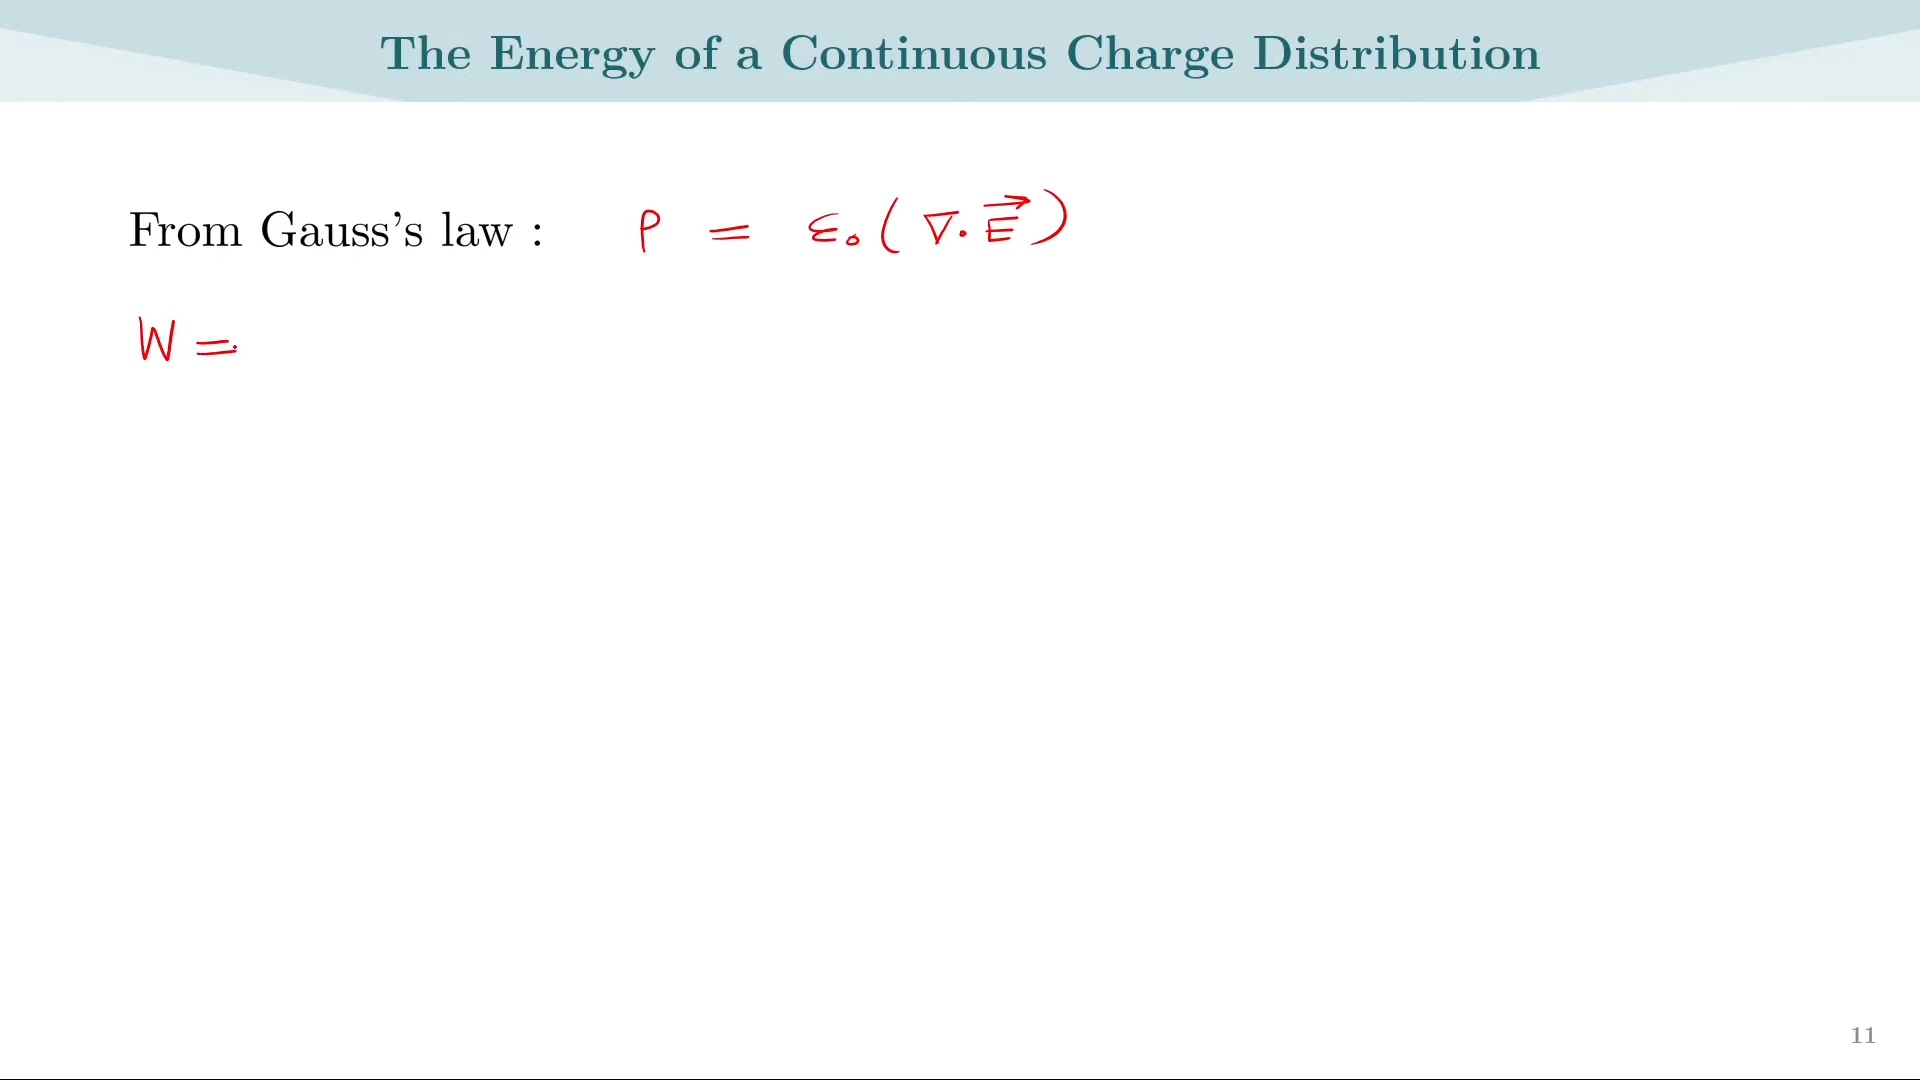 The Energy of a Continuous Charge Distribution
From Gauss's law : ρ = ε₀(∇·E⃗)
W =
11